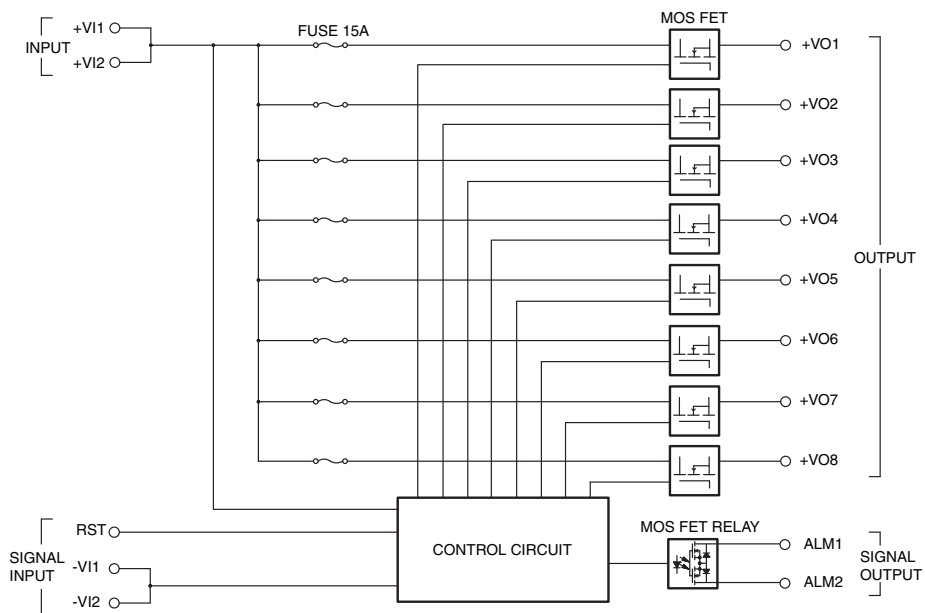 MOS FET
+VI1
INPUT
+VI2
FUSE 15A
+VO1
+VO2
+VO3
+VO4
OUTPUT
+VO5
+VO6
+VO7
+VO8
RST
SIGNAL
INPUT
-VI1
-VI2
CONTROL CIRCUIT
MOS FET RELAY
ALM1
SIGNAL
OUTPUT
ALM2